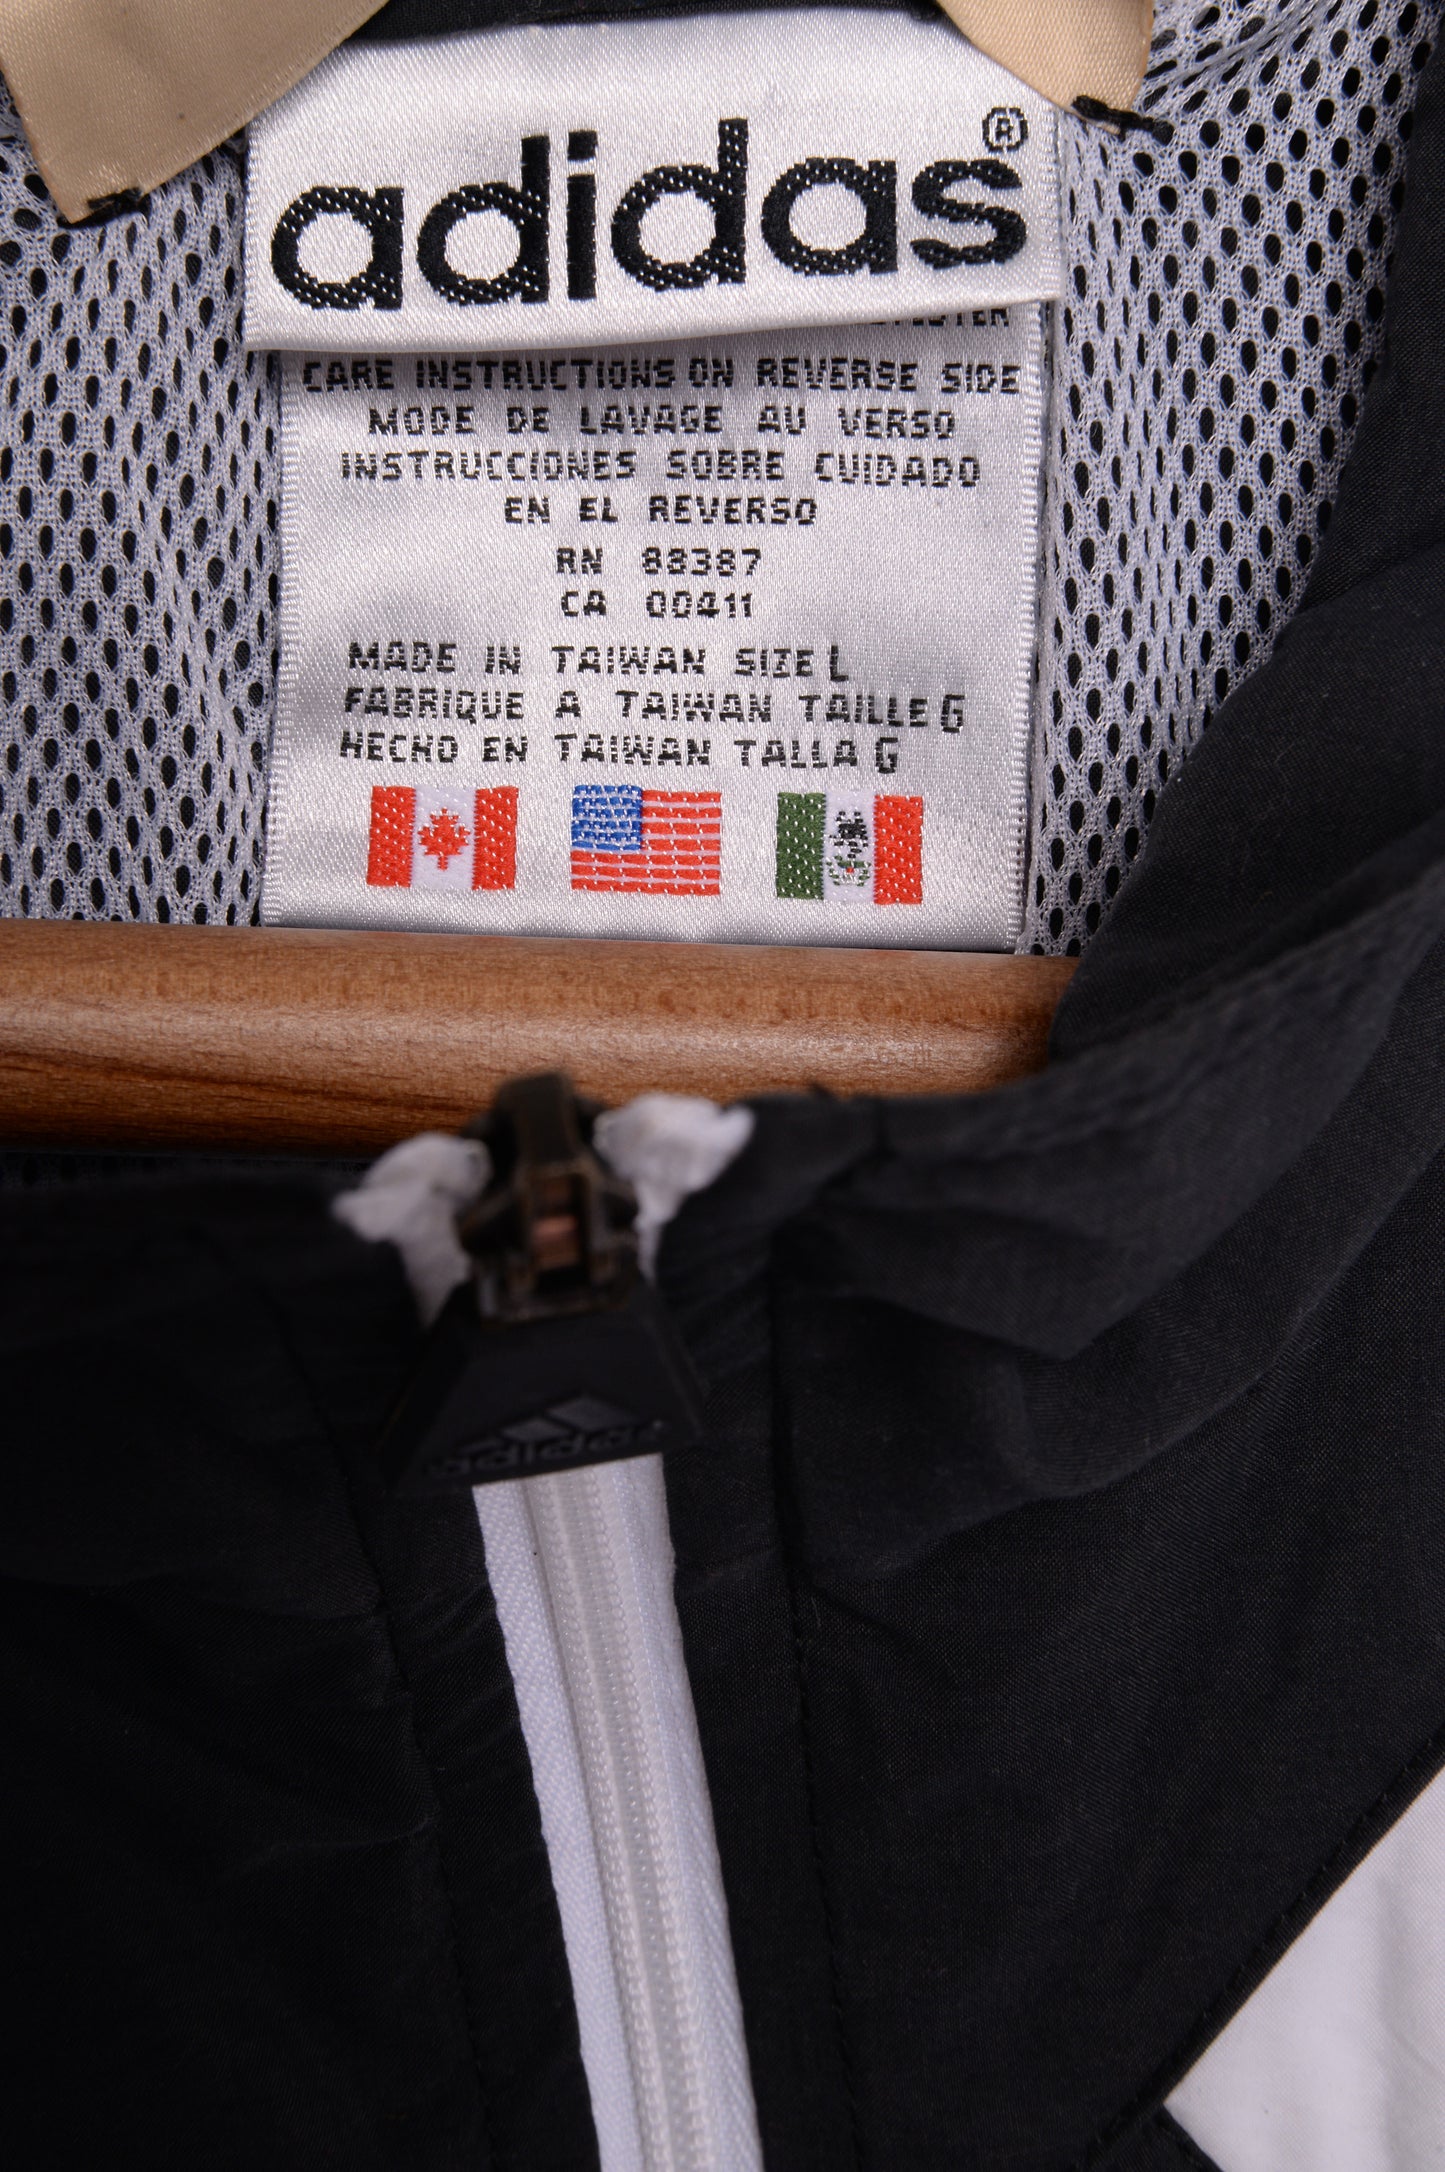 adidas®
CARE INSTRUCTIONS ON REVERSE SIDE
MODE DE LAVAGE AU VERSO
INSTRUCCIONES SOBRE CUIDADO
EN EL REVERSO
RN 88387
CA 00411
MADE IN TAIWAN SIZE L
FABRIQUE A TAIWAN TAILLE G
HECHO EN TAIWAN TALLA G
adidas